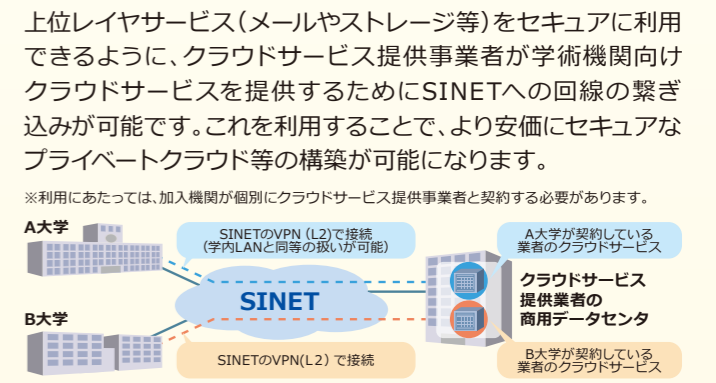 上位レイヤサービス（メールやストレージ等）をセキュアに利用
できるように、クラウドサービス提供事業者が学術機関向け
クラウドサービスを提供するためにSINETへの回線の繋ぎ
込みが可能です。これを利用することで、より安価にセキュアな
プライベートクラウド等の構築が可能になります。
※利用にあたっては、加入機関が個別にクラウドサービス提供事業者と契約する必要があります。
A大学
SINETのVPN（L2）で接続
（学内LANと同等の扱いが可能）
A大学が契約している
業者のクラウドサービス
SINET
クラウドサービス
提供業者の
商用データセンタ
B大学
SINETのVPN（L2）で接続
B大学が契約している
業者のクラウドサービス